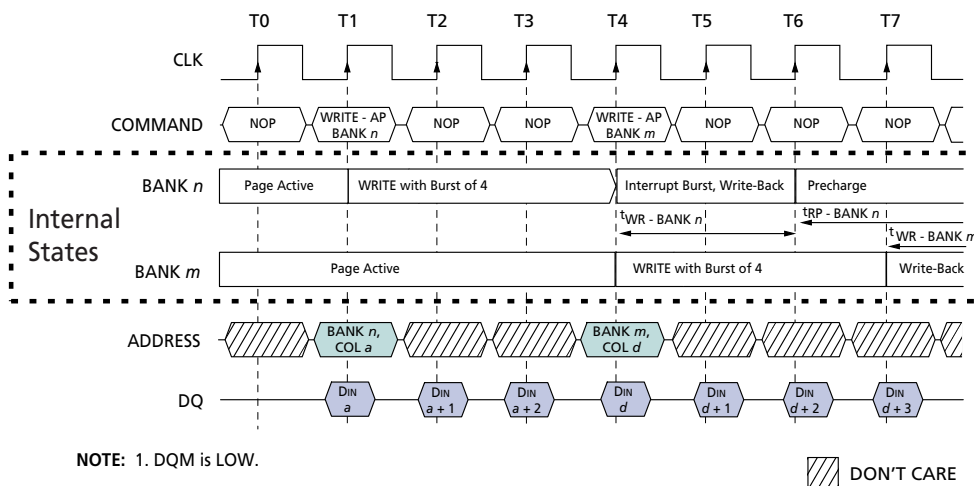 T0 T1 T2 T3 T4 T5 T6 T7
CLK
COMMAND NOP WRITE - AP BANK n NOP NOP WRITE - AP BANK m NOP NOP NOP
Internal States
BANK n Page Active WRITE with Burst of 4 Interrupt Burst, Write-Back Precharge
tWR - BANK n tRP - BANK n
tWR - BANK m
BANK m Page Active WRITE with Burst of 4 Write-Back
ADDRESS BANK n, COL a BANK m, COL d
DQ DIN a DIN a + 1 DIN a + 2 DIN d DIN d + 1 DIN d + 2 DIN d + 3
NOTE: 1. DQM is LOW.
DON'T CARE